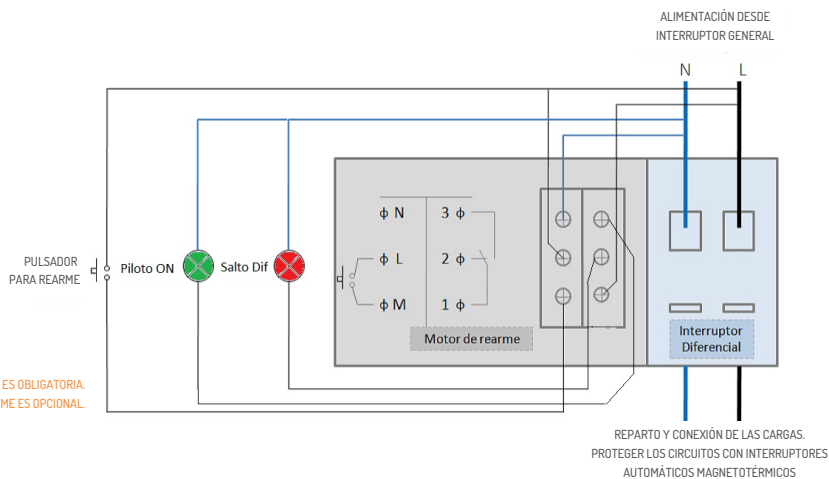 ALIMENTACIÓN DESDE
INTERRUPTOR GENERAL
N L
ϕ N 3 ϕ
PULSADOR
PARA REARME
Piloto ON
Salto Dif
ϕ L 2 ϕ
ϕ M 1 ϕ
Motor de rearme
Interruptor
Diferencial
ES OBLIGATORIA.
ME ES OPCIONAL.
REPARTO Y CONEXIÓN DE LAS CARGAS.
PROTEGER LOS CIRCUITOS CON INTERRUPTORES
AUTOMÁTICOS MAGNETOTÉRMICOS